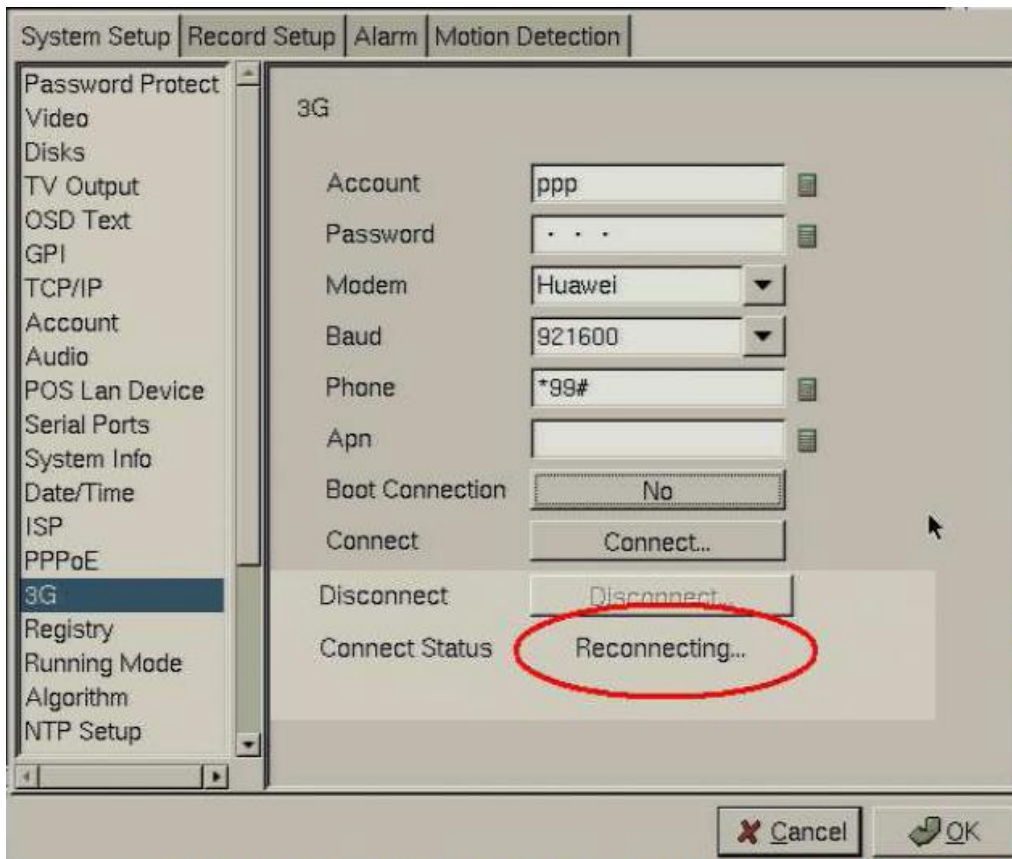 System Setup Record Setup Alarm Motion Detection
Password Protect
Video
Disks
TV Output
OSD Text
GPI
TCP/IP
Account
Audio
POS Lan Device
Serial Ports
System Info
Date/Time
ISP
PPPoE
3G
Registry
Running Mode
Algorithm
NTP Setup
3G
Account ppp
Password . . .
Modem Huawei
Baud 921600
Phone *99#
Apn
Boot Connection No
Connect Connect...
Disconnect Disconnect...
Connect Status Reconnecting...
Cancel OK